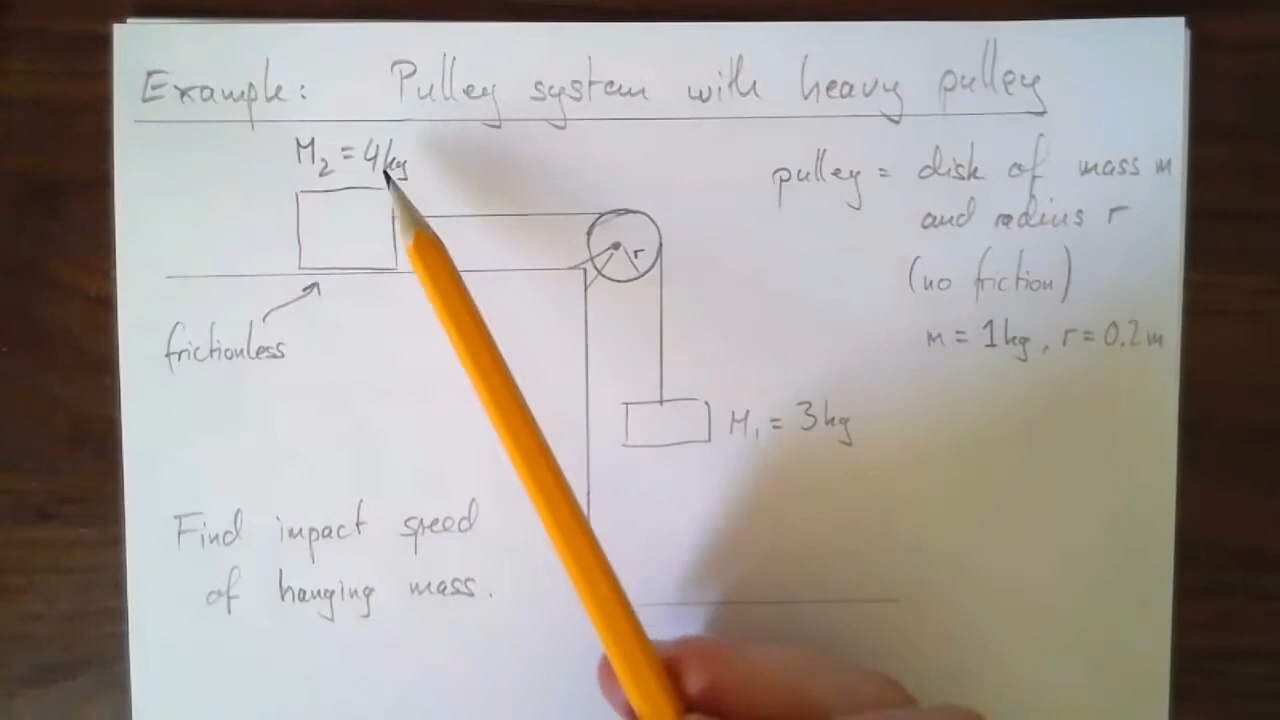 Example: Pulley system with heavy pulley
M₂ = 4kg
pulley = disk of mass m
and radius r
(no friction)
m = 1kg, r = 0.2m
r
frictionless
M₁ = 3kg
Find impact speed
of hanging mass.